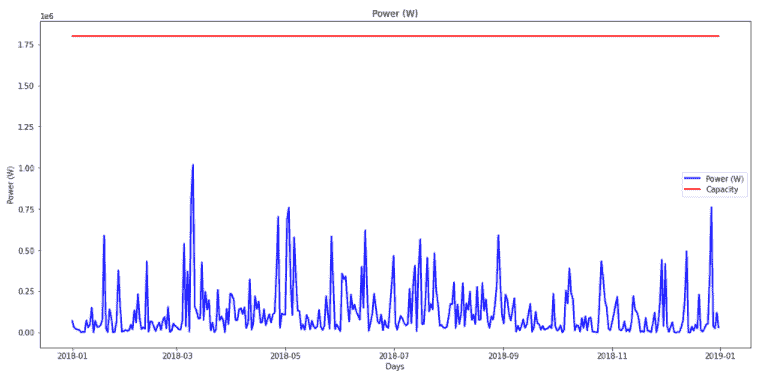 Power (W)
1e6
1.75
1.50
1.25
1.00
0.75
0.50
0.25
0.00
Power (W)
Power (W)
Capacity
2018-01
2018-03
2018-05
2018-07
2018-09
2018-11
2019-01
Days